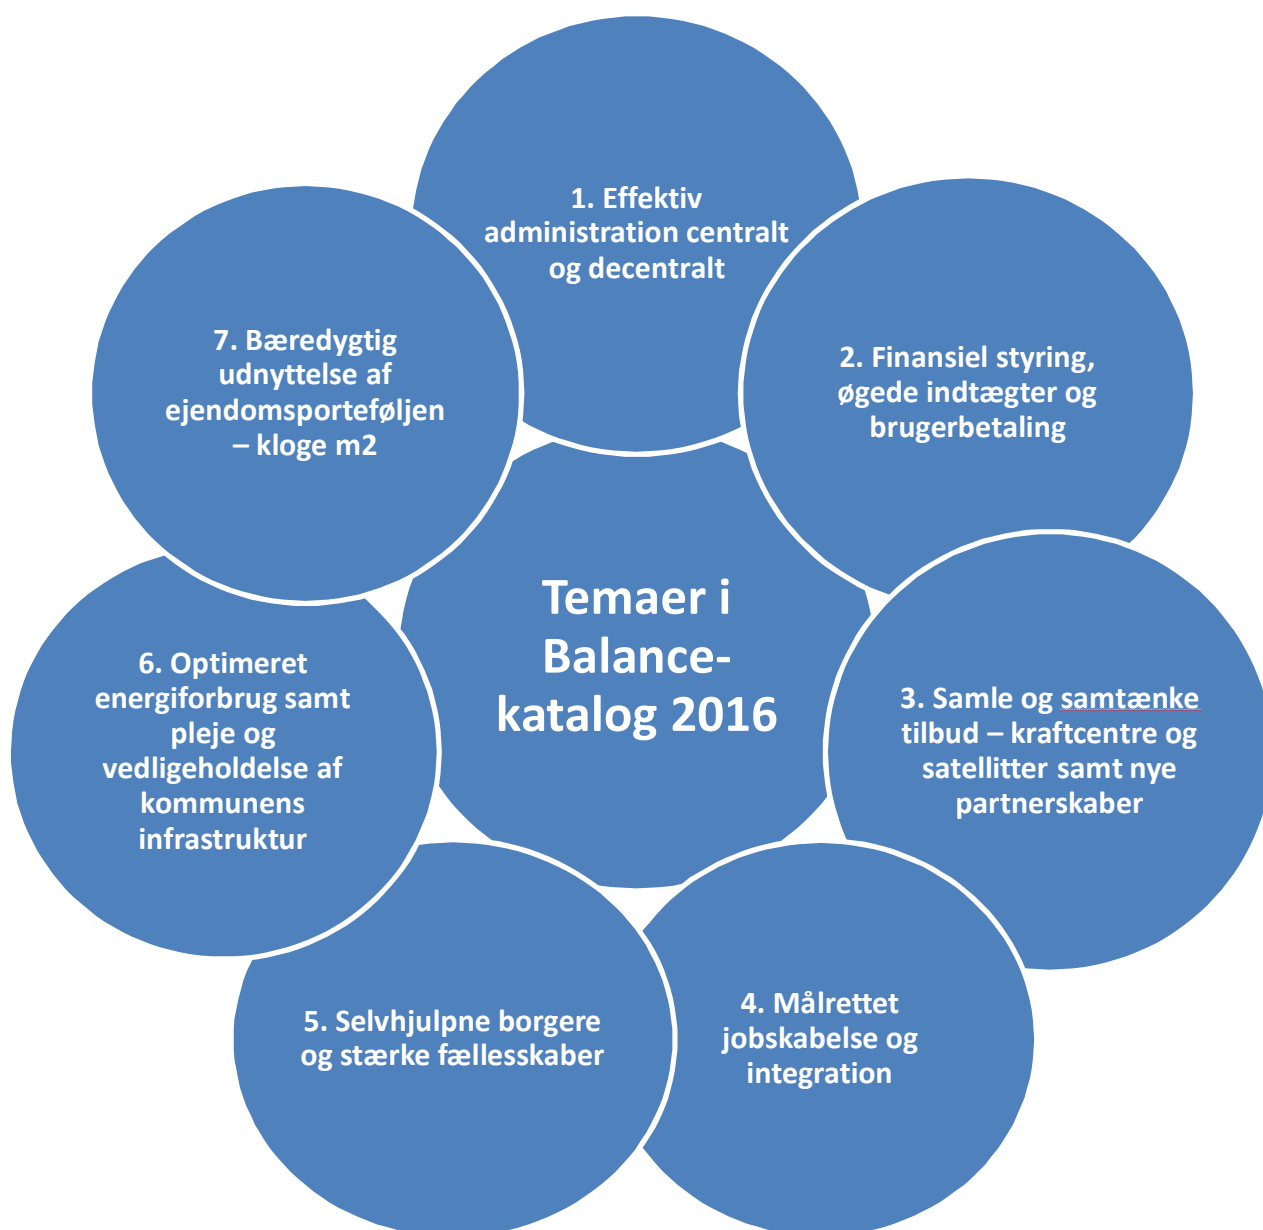 1. Effektiv
administration centralt
og decentralt
2. Finansiel styring,
øgede indtægter og
brugerbetaling
3. Samle og samtænke
tilbud – kraftcentre og
satellitter samt nye
partnerskaber
4. Målrettet
jobskabelse og
integration
5. Selvhjulpne borgere
og stærke fællesskaber
6. Optimeret
energiforbrug samt
pleje og
vedligeholdelse af
kommunens
infrastruktur
7. Bæredygtig
udnyttelse af
ejendomsporteføljen
– kloge m2
Temaer i
Balance-
katalog 2016